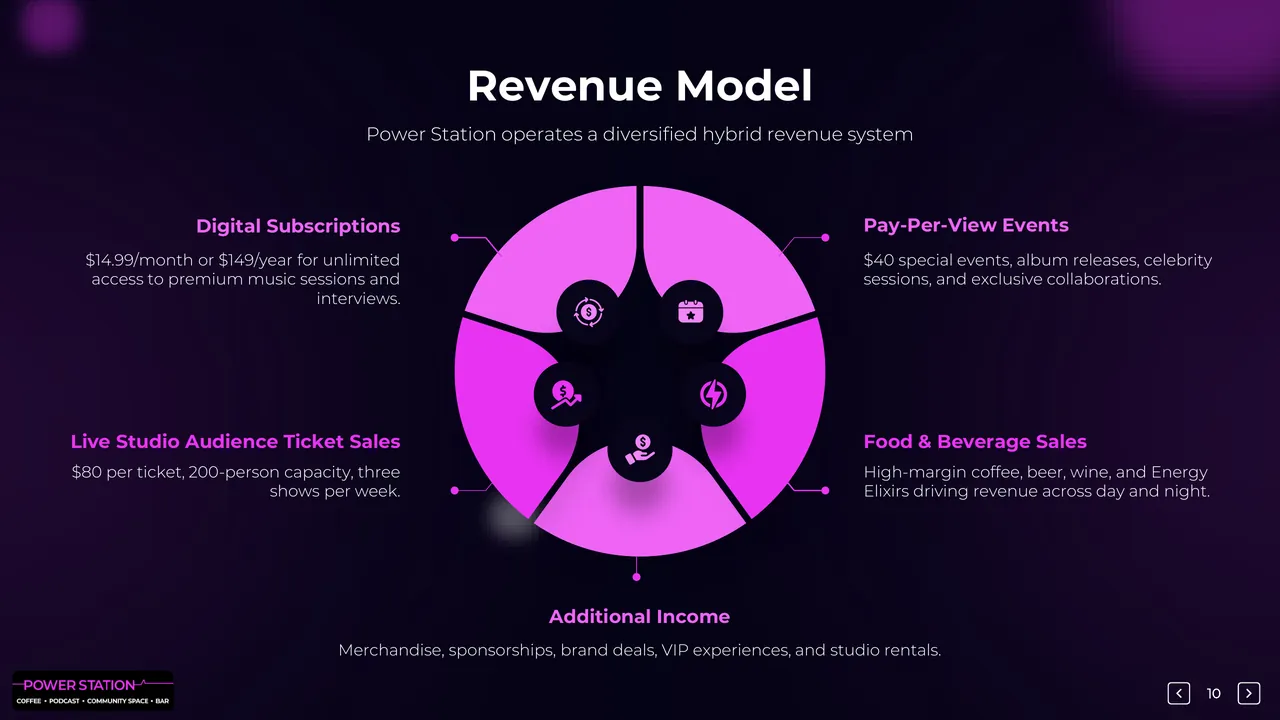 Revenue Model
Power Station operates a diversified hybrid revenue system
Digital Subscriptions
$14.99/month or $149/year for unlimited
access to premium music sessions and
interviews.
Pay-Per-View Events
$40 special events, album releases, celebrity
sessions, and exclusive collaborations.
Live Studio Audience Ticket Sales
$80 per ticket, 200-person capacity, three
shows per week.
Food & Beverage Sales
High-margin coffee, beer, wine, and Energy
Elixirs driving revenue across day and night.
Additional Income
Merchandise, sponsorships, brand deals, VIP experiences, and studio rentals.
POWER STATION
COFFEE • PODCAST • COMMUNITY SPACE • BAR
10